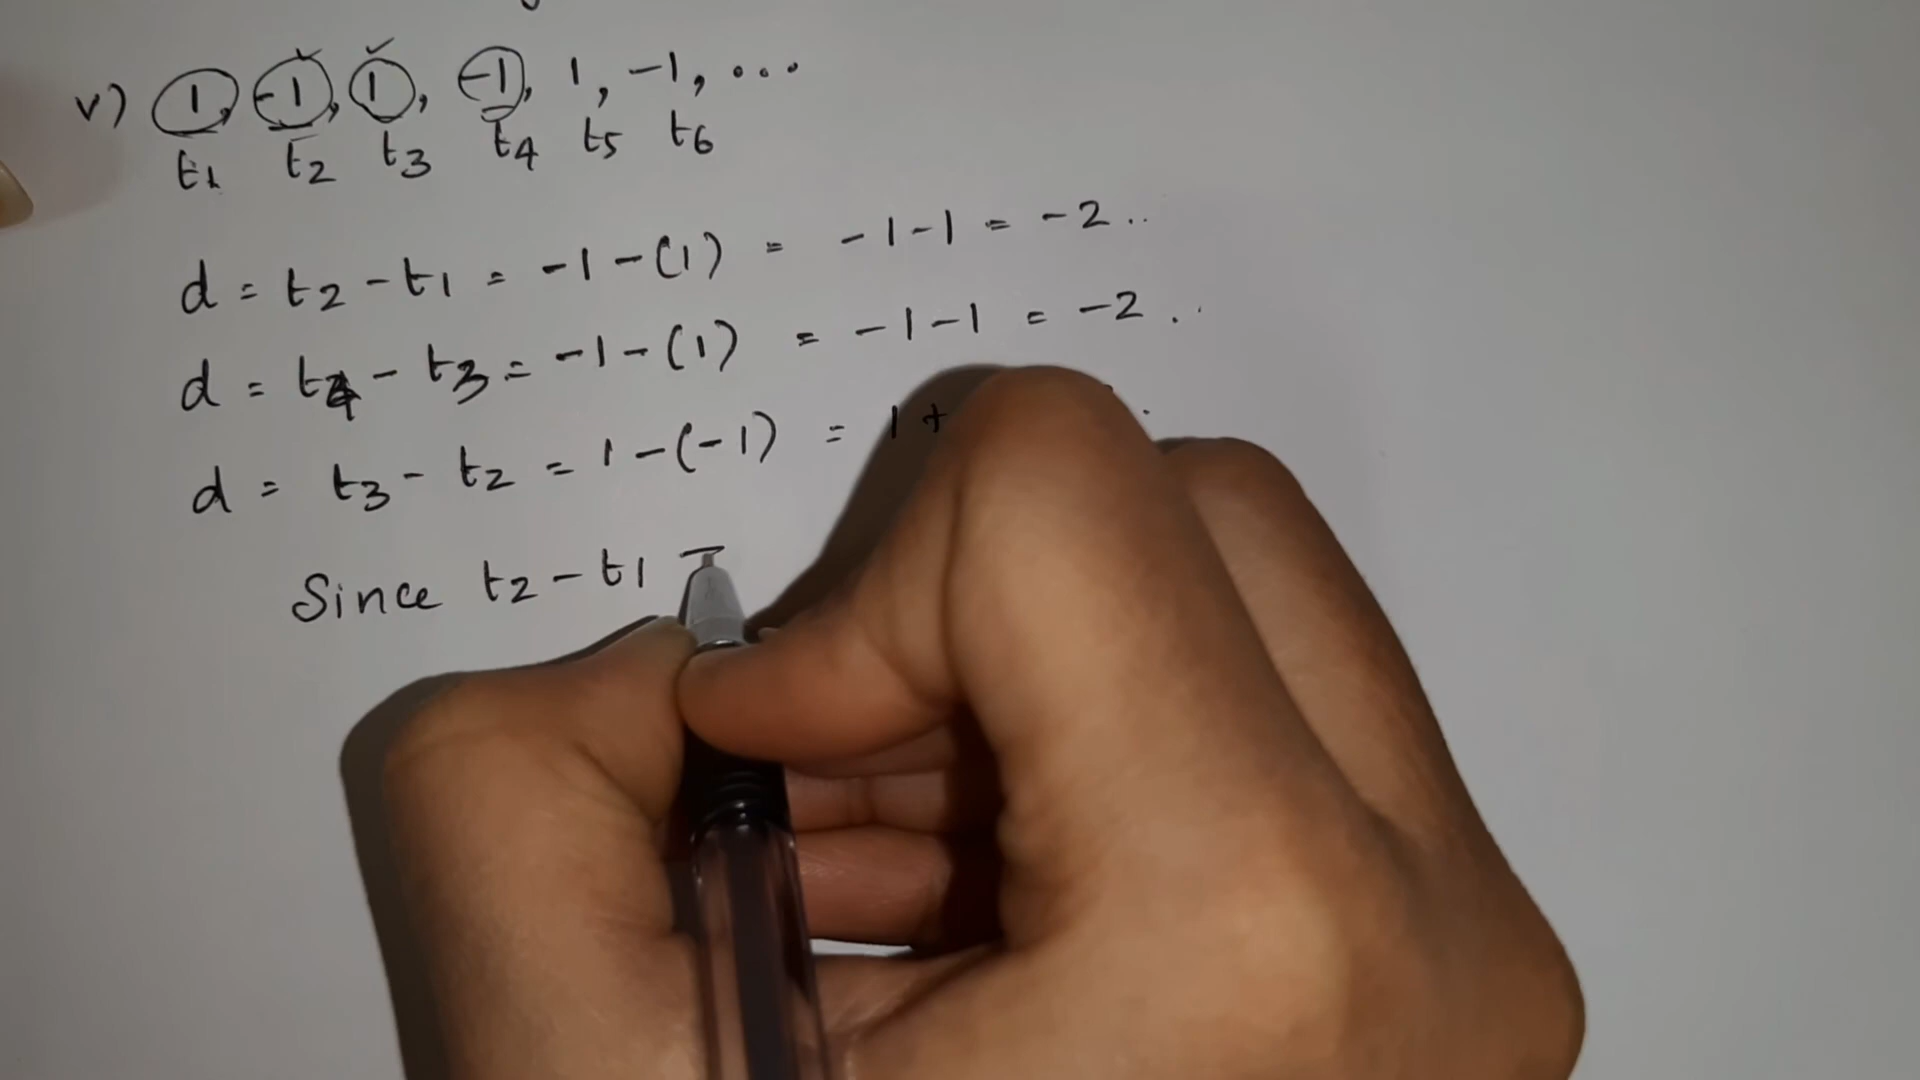 v) 1, -1, 1, -1, 1, -1, ...
t1 t2 t3 t4 t5 t6
d = t2 - t1 = -1 - (1) = -1 - 1 = -2 ..
d = t4 - t3 = -1 - (1) = -1 - 1 = -2 ..
d = t3 - t2 = 1 - (-1) = 1 +
Since t2 - t1